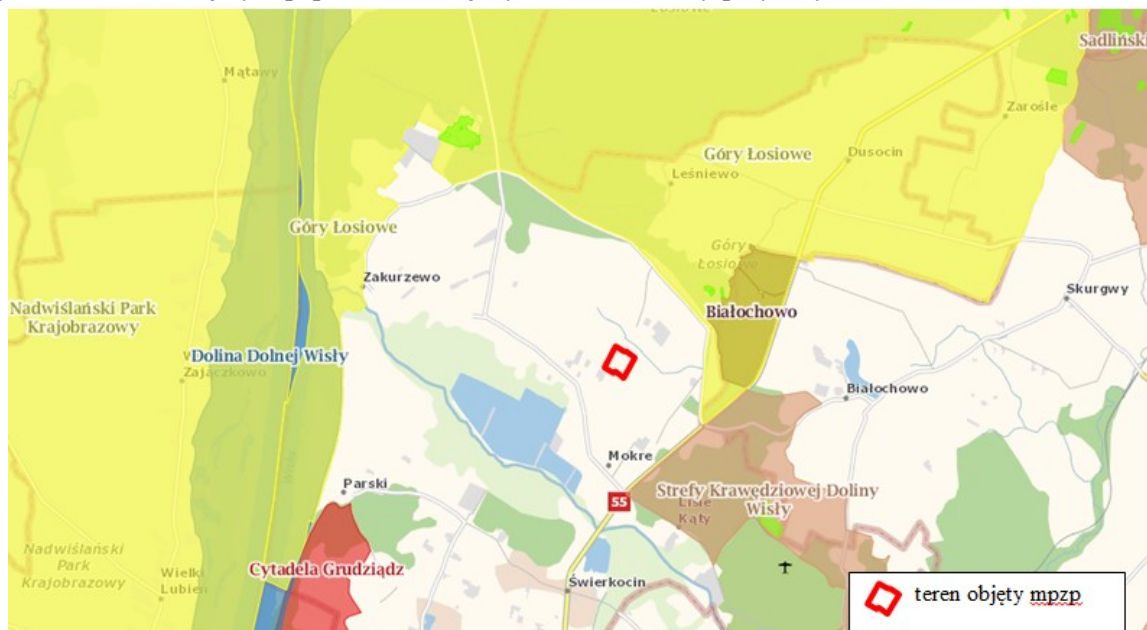 Łosiowe
Sadlińsk
Mątawy
Zarośle
Góry Łosiowe
Dusocin
Leśniewo
Góry Łosiowe
Góry
Łosiowe
Zakurzewo
Skurgwy
Nadwiślański Park
Krajobrazowy
Białochowo
Dolina Dolnej Wisły
Zajączkowo
Białochowo
Mokre
Parski
55
Strefy Krawędziowej Doliny
Wisły
Lisie
Kąty
Wisła
Nadwiślański
Park
Krajobrazowy
Wielki
Lubień
Cytadela Grudziądz
Świerkocin
teren objęty mpzp